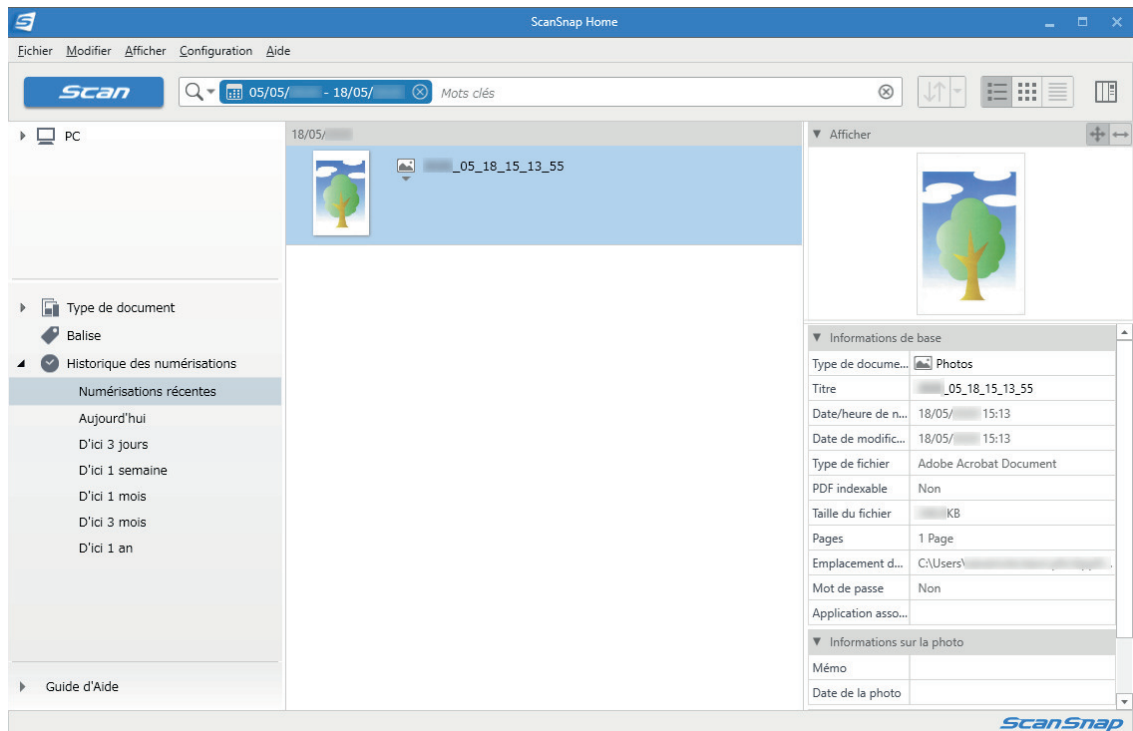 ScanSnap Home
Fichier Modifier Afficher Configuration Aide
Scan
05/05/ - 18/05/ Mots clés
PC
Type de document
Balise
Historique des numérisations
Numérisations récentes
Aujourd'hui
D'ici 3 jours
D'ici 1 semaine
D'ici 1 mois
D'ici 3 mois
D'ici 1 an
Guide d'Aide
18/05/
_05_18_15_13_55
Afficher
Informations de base
Type de docume... Photos
Titre _05_18_15_13_55
Date/heure de n... 18/05/ 15:13
Date de modific... 18/05/ 15:13
Type de fichier Adobe Acrobat Document
PDF indexable Non
Taille du fichier KB
Pages 1 Page
Emplacement d... C:\Users\
Mot de passe Non
Application asso...
Informations sur la photo
Mémo
Date de la photo
ScanSnap